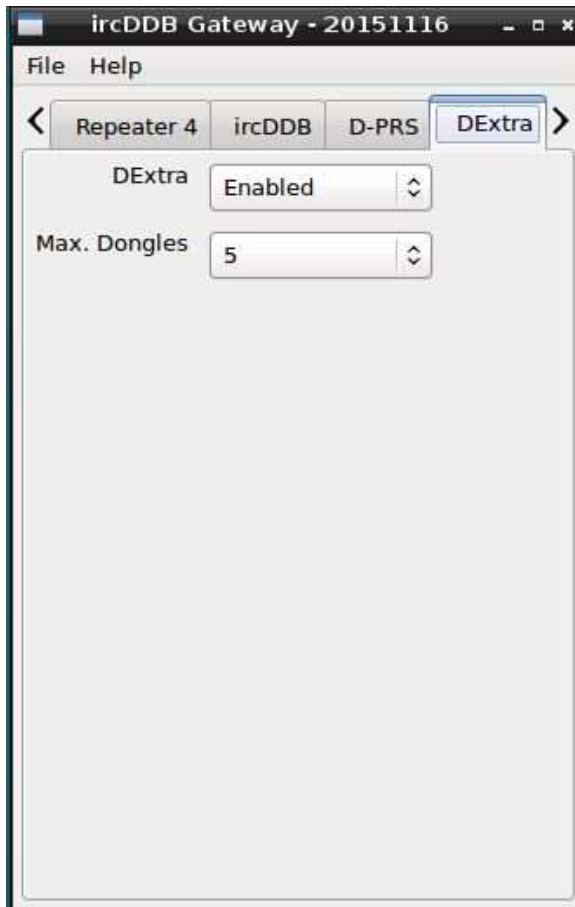 ircDDB Gateway - 20151116
File Help
Repeater 4 ircDDB D-PRS DExtra
DExtra Enabled
Max. Dongles 5